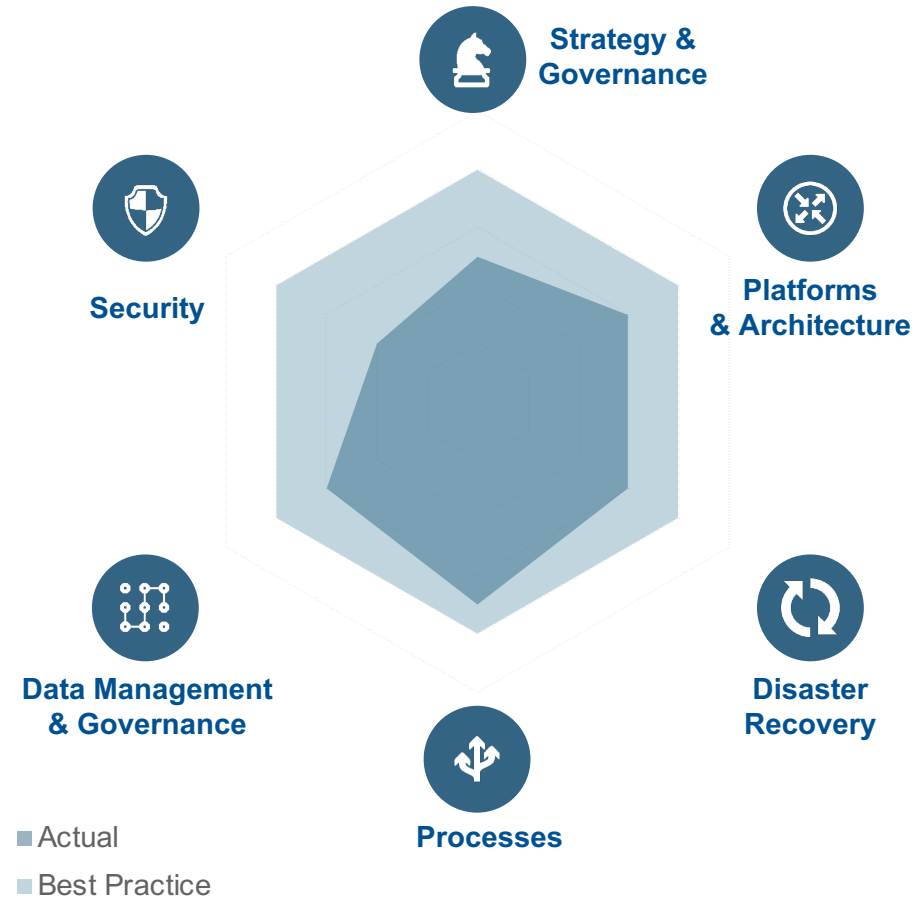 Strategy &
Governance
Security
Platforms
& Architecture
Data Management
& Governance
Disaster
Recovery
Processes
Actual
Best Practice